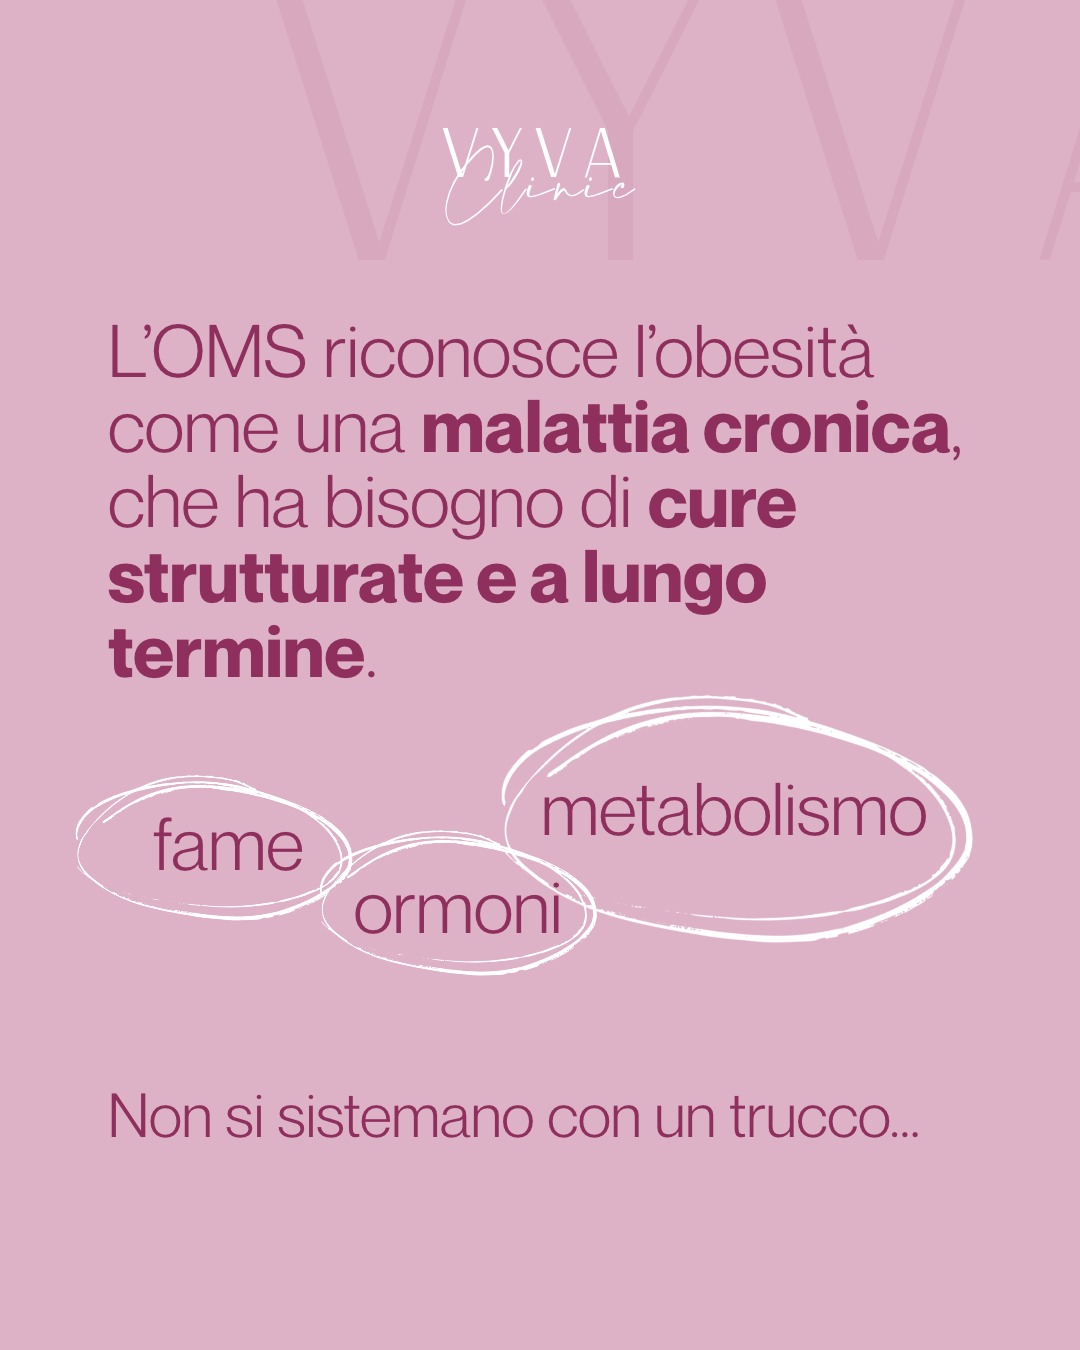 VYVA
Clinic
L’OMS riconosce l’obesità
come una malattia cronica,
che ha bisogno di cure
strutturate e a lungo
termine.
metabolismo
fame
ormoni
Non si sistemano con un trucco...